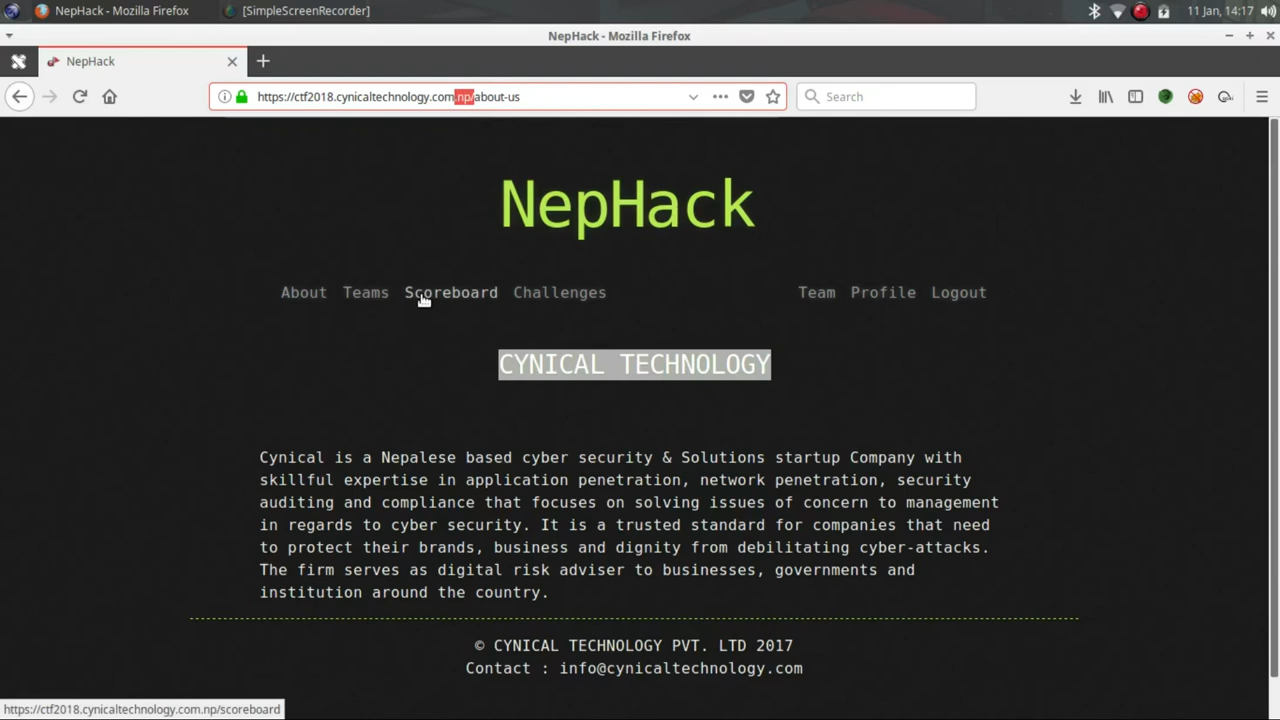 NepHack - Mozilla Firefox
[SimpleScreenRecorder]
11 Jan, 14:17
NepHack - Mozilla Firefox
NepHack
https://ctf2018.cynicaltechnology.com.np/about-us
Search
NepHack
About Teams Scoreboard Challenges
Team Profile Logout
CYNICAL TECHNOLOGY
Cynical is a Nepalese based cyber security & Solutions startup Company with
skillful expertise in application penetration, network penetration, security
auditing and compliance that focuses on solving issues of concern to management
in regards to cyber security. It is a trusted standard for companies that need
to protect their brands, business and dignity from debilitating cyber-attacks.
The firm serves as digital risk adviser to businesses, governments and
institution around the country.
© CYNICAL TECHNOLOGY PVT. LTD 2017
Contact : info@cynicaltechnology.com
https://ctf2018.cynicaltechnology.com.np/scoreboard